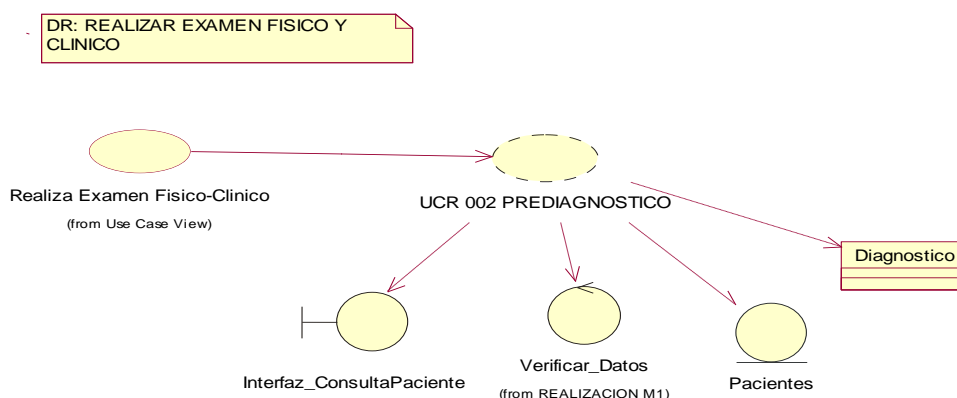 DR: REALIZAR EXAMEN FISICO Y
CLINICO
Realiza Examen Fisico-Clinico
(from Use Case View)
UCR 002 PREDIAGNOSTICO
Diagnostico
Interfaz_ConsultaPaciente
Verificar_Datos
(from REALIZACION M1)
Pacientes